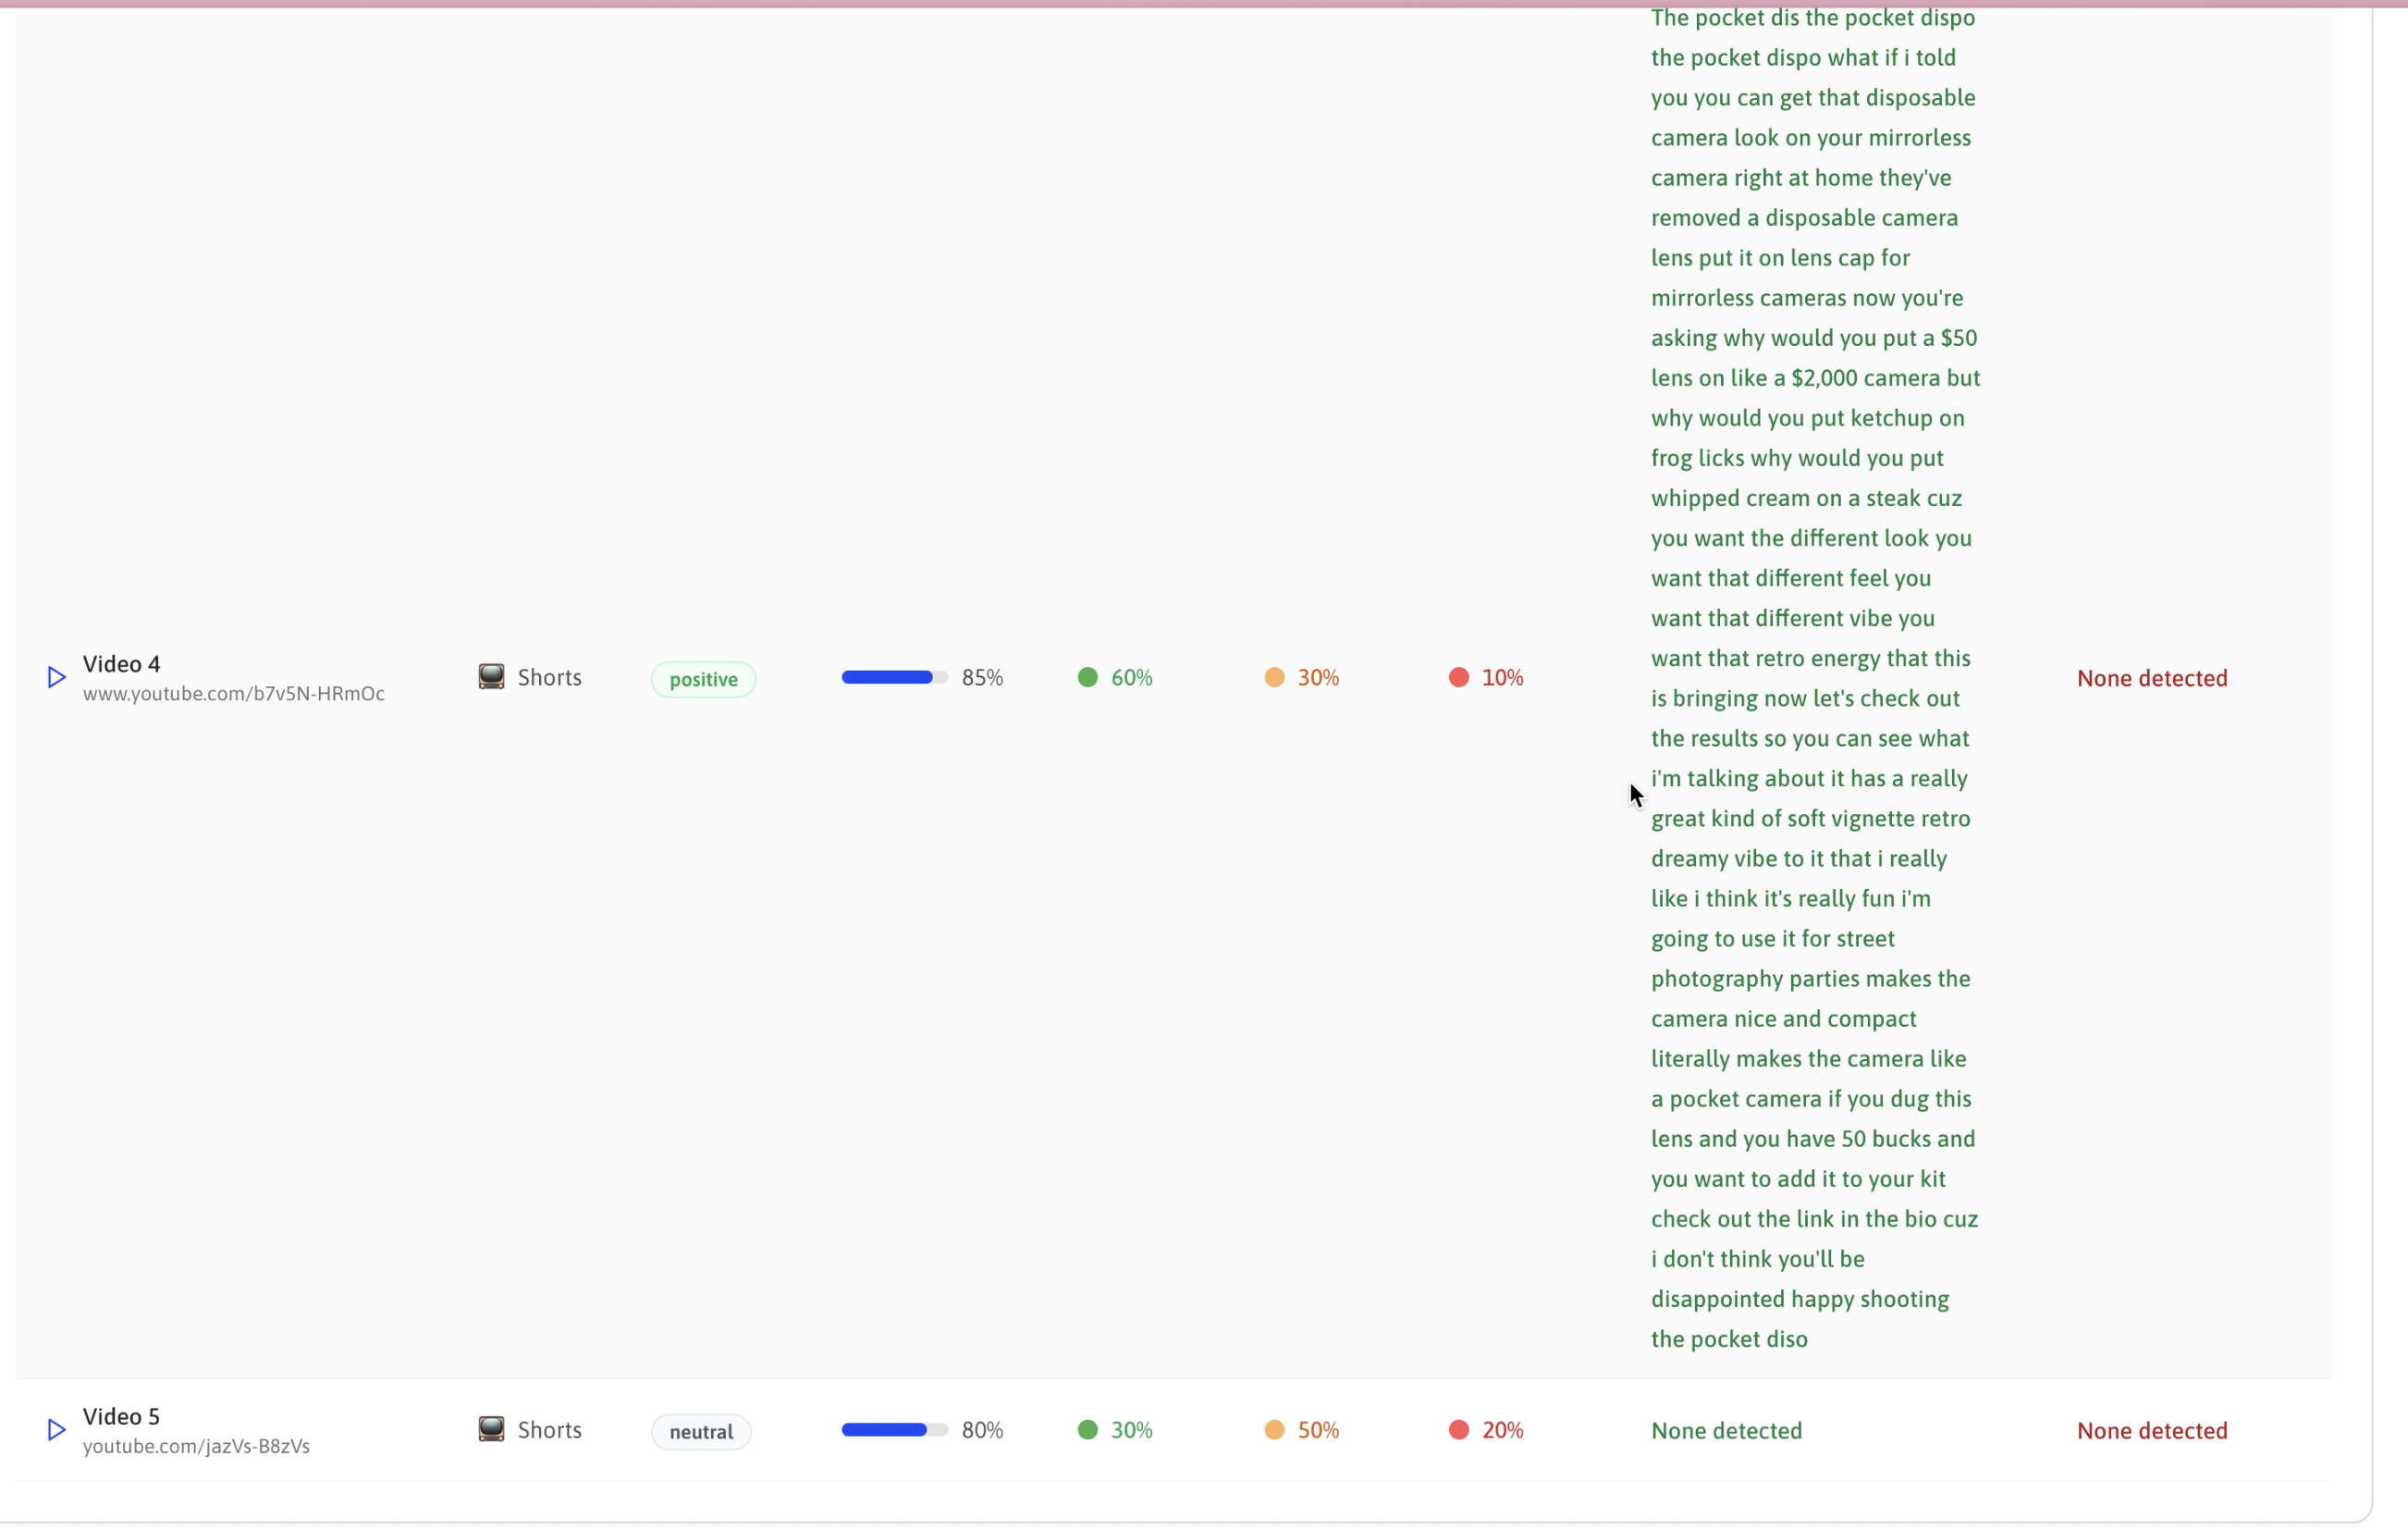 The pocket dis the pocket dispo
the pocket dispo what if i told
you you can get that disposable
camera look on your mirrorless
camera right at home they've
removed a disposable camera
lens put it on lens cap for
mirrorless cameras now you're
asking why would you put a $50
lens on like a $2,000 camera but
why would you put ketchup on
frog licks why would you put
whipped cream on a steak cuz
you want the different look you
want that different feel you
want that different vibe you
want that retro energy that this
is bringing now let's check out
the results so you can see what
i'm talking about it has a really
great kind of soft vignette retro
dreamy vibe to it that i really
like i think it's really fun i'm
going to use it for street
photography parties makes the
camera nice and compact
literally makes the camera like
a pocket camera if you dug this
lens and you have 50 bucks and
you want to add it to your kit
check out the link in the bio cuz
i don't think you'll be
disappointed happy shooting
the pocket diso
Video 4
www.youtube.com/b7v5N-HRmOc
Shorts
positive
85%
60%
30%
10%
None detected
Video 5
youtube.com/jazVs-B8zVs
Shorts
neutral
80%
30%
50%
20%
None detected
None detected